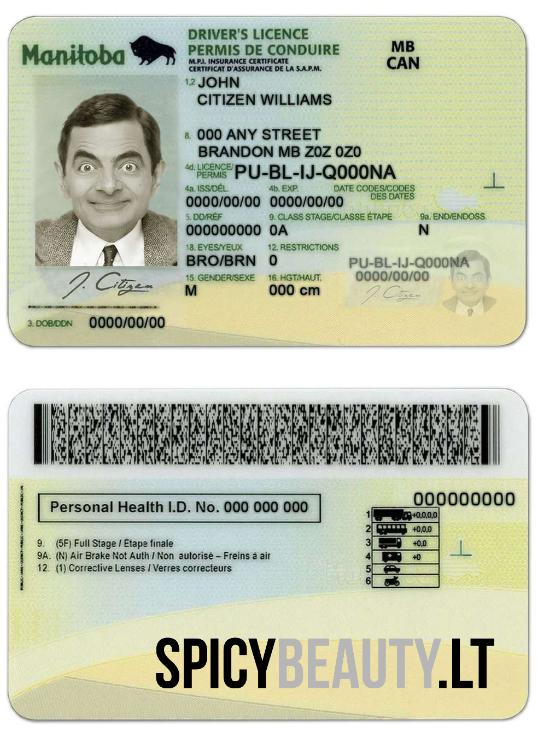 Manitoba
DRIVER'S LICENCE
PERMIS DE CONDUIRE
M.P.I. INSURANCE CERTIFICATE
CERTIFICAT D'ASSURANCE DE LA S.A.P.M.
MB
CAN
1,2 JOHN
CITIZEN WILLIAMS
8. 000 ANY STREET
BRANDON MB Z0Z 0Z0
4d. LICENCE/PERMIS PU-BL-IJ-Q000NA
4a. ISS/DÉL. 4b. EXP. DATE CODES/CODES DES DATES
0000/00/00 0000/00/00
5. DD/RÉF 9. CLASS STAGE/CLASSE ÉTAPE 9a. END/ENDOSS.
000000000 0A N
18. EYES/YEUX 12. RESTRICTIONS
BRO/BRN 0
15. GENDER/SEXE 16. HGT/HAUT.
M 000 cm
PU-BL-IJ-Q000NA
0000/00/00
J. Citizen
J. Citizen
3. DOB/DDN 0000/00/00
Personal Health I.D. No. 000 000 000
000000000
9. (5F) Full Stage / Étape finale
9A. (N) Air Brake Not Auth / Non autorise – Freins à air
12. (1) Corrective Lenses / Verres correcteurs
1 +0,0,0,0
2 +0,0,0
3 +0,0
4 +0
5
6
SPICYBEAUTY.LT